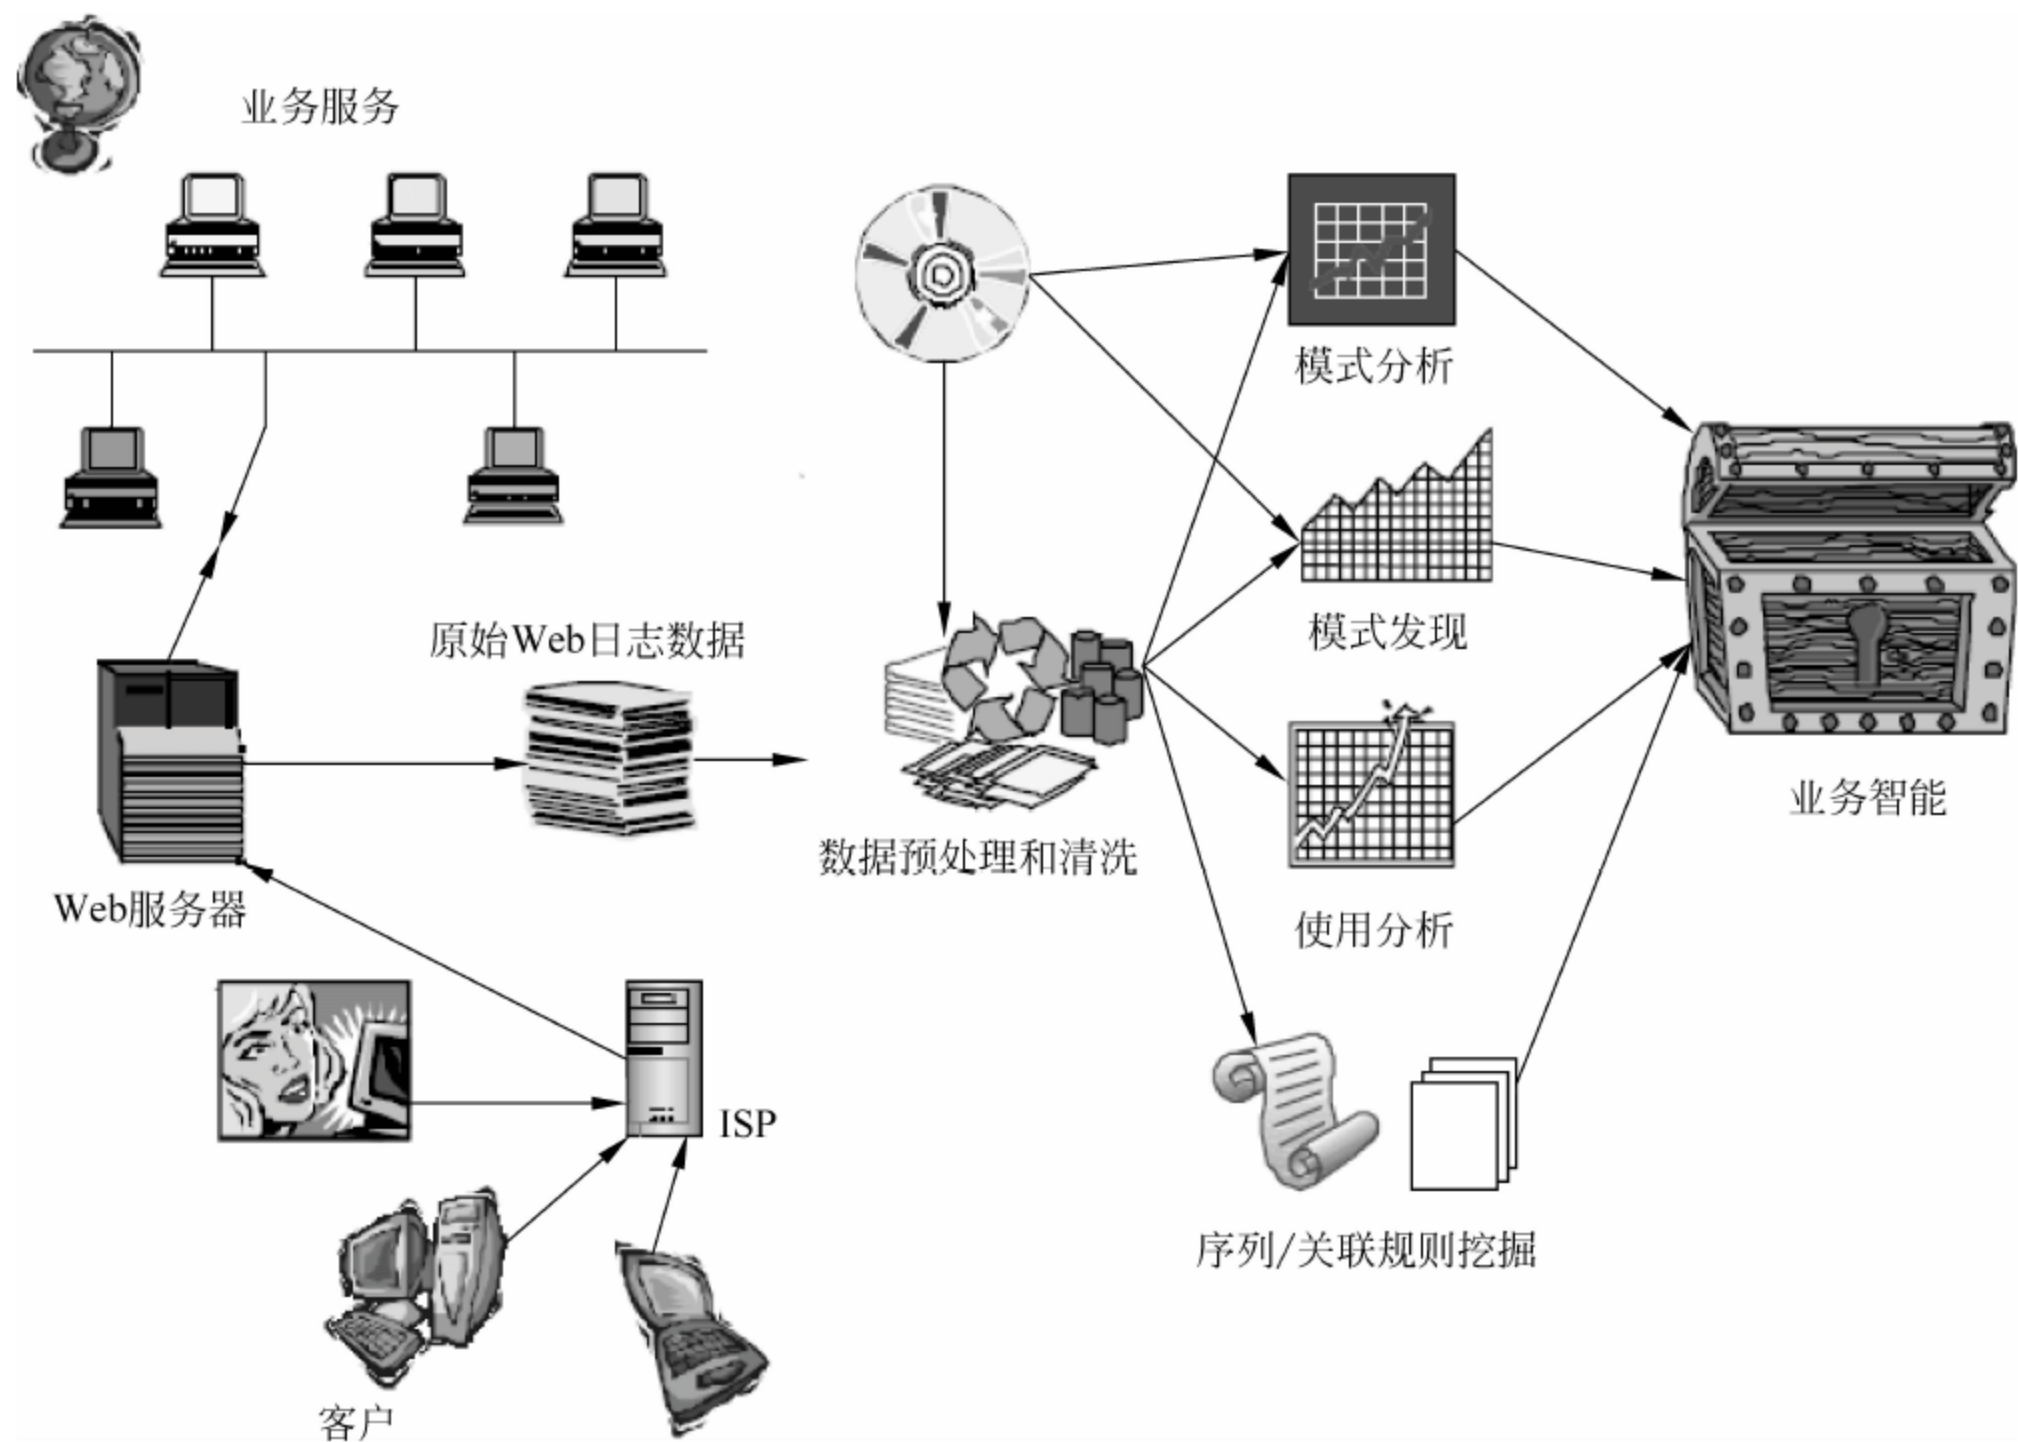 业务服务
模式分析
原始Web日志数据
模式发现
业务智能
数据预处理和清洗
Web服务器
使用分析
ISP
序列/关联规则挖掘
客户